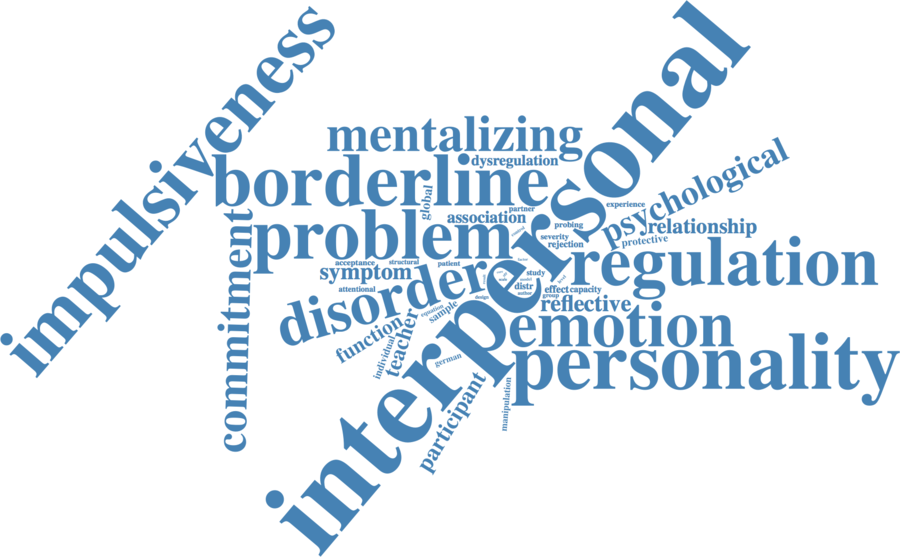 impulsiveness
interpersonal
mentalizing
dysregulation
borderline
global
psychological
experience
partner
association
probing
relationship
commitment
problem
severity
protective
rejection
acceptance
structural
patient
regulation
symptom
study
attentional
disorder
distr
effect
capacity
author
group
design
reflective
sample
equation
function
emotion
teacher
individual
german
personality
participant
manipulation